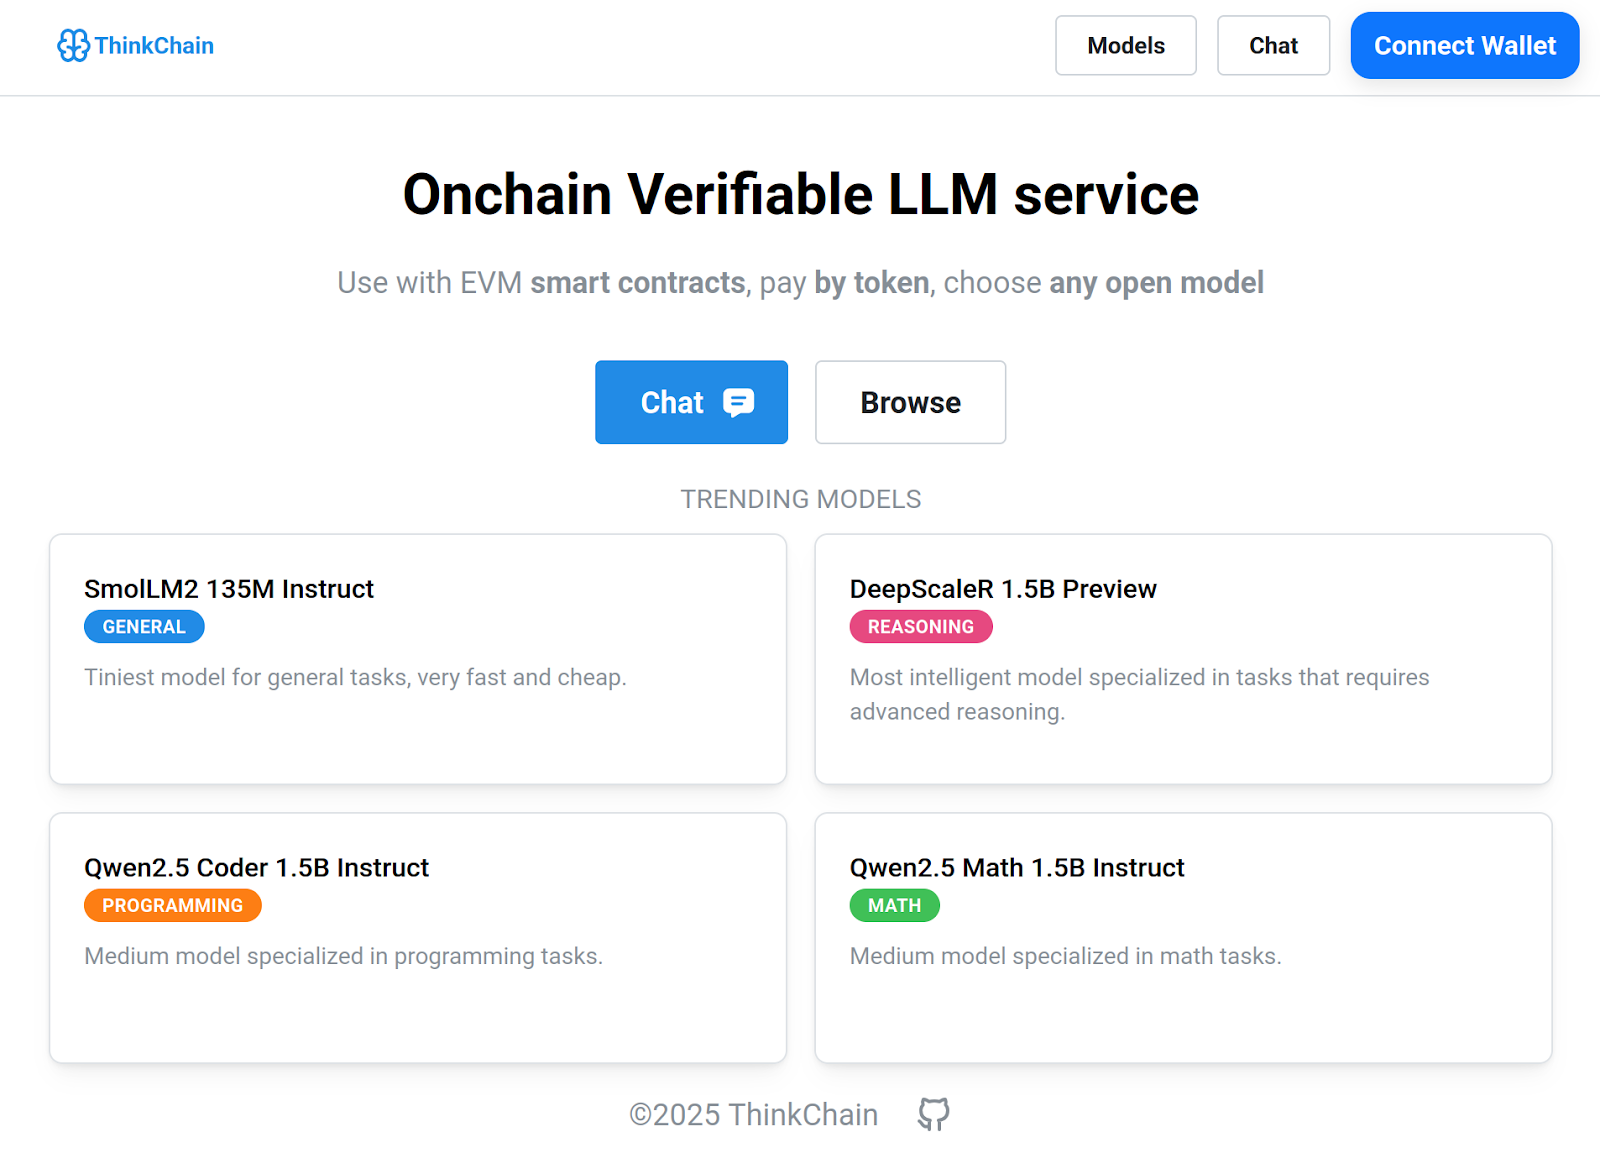 ThinkChain
Models
Chat
Connect Wallet
Onchain Verifiable LLM service
Use with EVM smart contracts, pay by token, choose any open model
Chat
Browse
TRENDING MODELS
SmolLM2 135M Instruct
GENERAL
Tiniest model for general tasks, very fast and cheap.
DeepScaleR 1.5B Preview
REASONING
Most intelligent model specialized in tasks that requires
advanced reasoning.
Qwen2.5 Coder 1.5B Instruct
PROGRAMMING
Medium model specialized in programming tasks.
Qwen2.5 Math 1.5B Instruct
MATH
Medium model specialized in math tasks.
©2025 ThinkChain